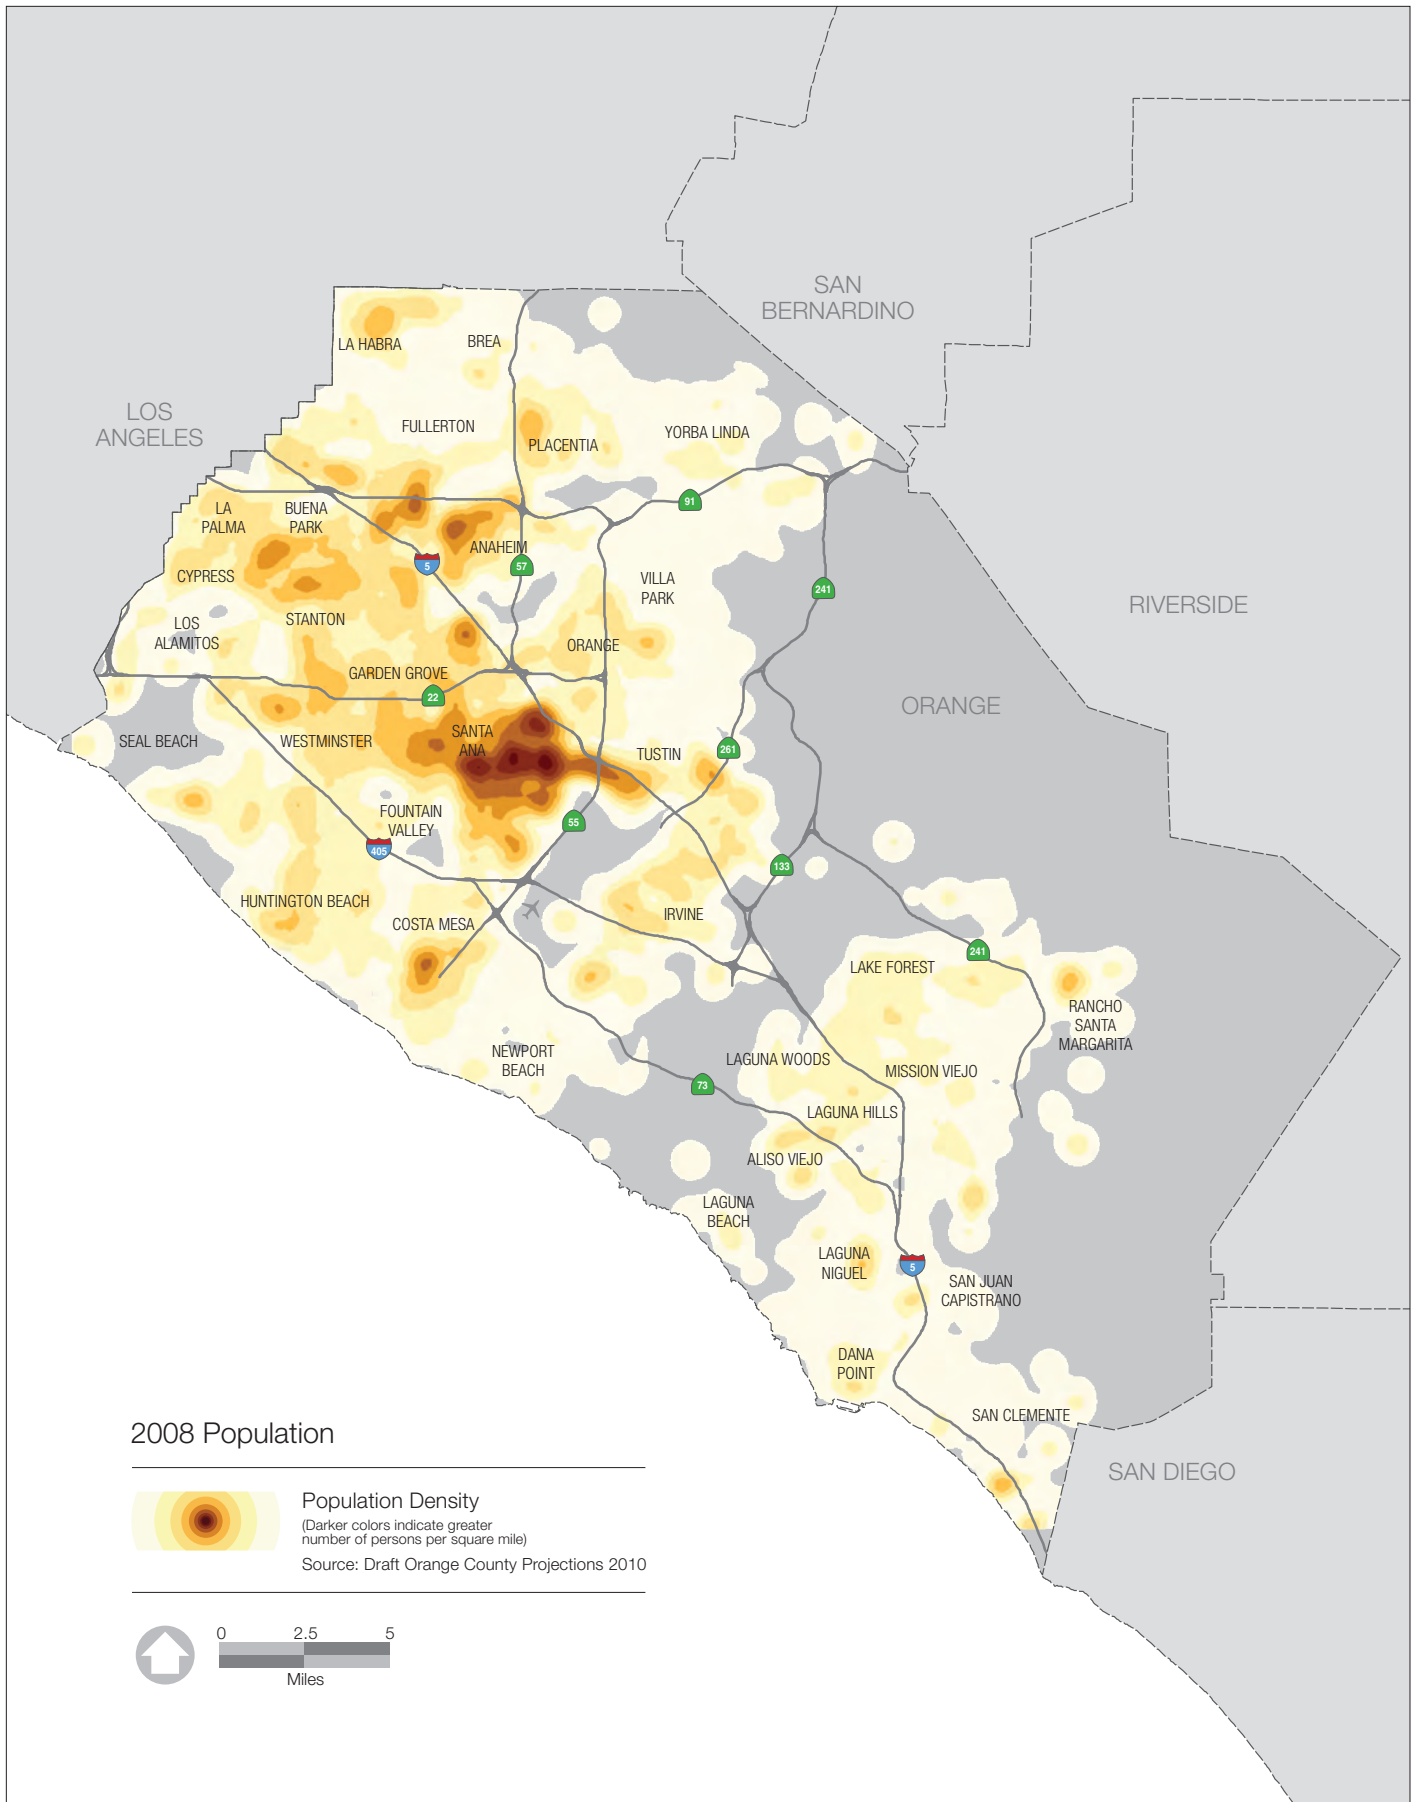 SAN
BERNARDINO
LA HABRA
BREA
LOS
ANGELES
FULLERTON
PLACENTIA
YORBA LINDA
91
LA
PALMA
BUENA
PARK
ANAHEIM
5
57
CYPRESS
VILLA
PARK
241
RIVERSIDE
LOS
ALAMITOS
STANTON
ORANGE
GARDEN GROVE
22
ORANGE
SEAL BEACH
WESTMINSTER
SANTA
ANA
TUSTIN
261
FOUNTAIN
VALLEY
55
405
133
HUNTINGTON BEACH
COSTA MESA
IRVINE
241
LAKE FOREST
RANCHO
SANTA
MARGARITA
NEWPORT
BEACH
LAGUNA WOODS
MISSION VIEJO
73
LAGUNA HILLS
ALISO VIEJO
LAGUNA
BEACH
LAGUNA
NIGUEL
5
SAN JUAN
CAPISTRANO
DANA
POINT
SAN CLEMENTE
SAN DIEGO
2008 Population
Population Density
(Darker colors indicate greater
number of persons per square mile)
Source: Draft Orange County Projections 2010
0 2.5 5
Miles